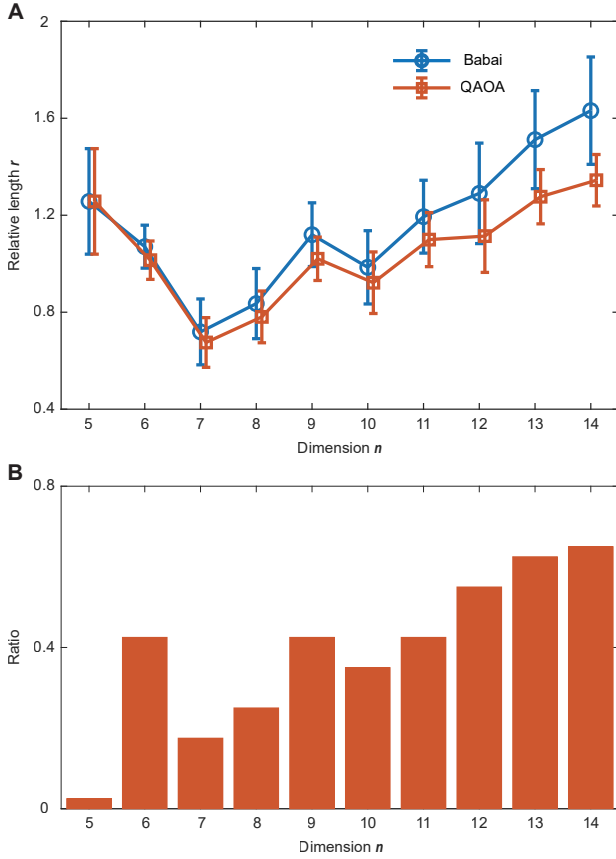 A
2
1.6
1.2
0.8
0.4
Relative length r
Babai
QAOA
5 6 7 8 9 10 11 12 13 14
Dimension n
B
0.8
0.4
0
Ratio
5 6 7 8 9 10 11 12 13 14
Dimension n